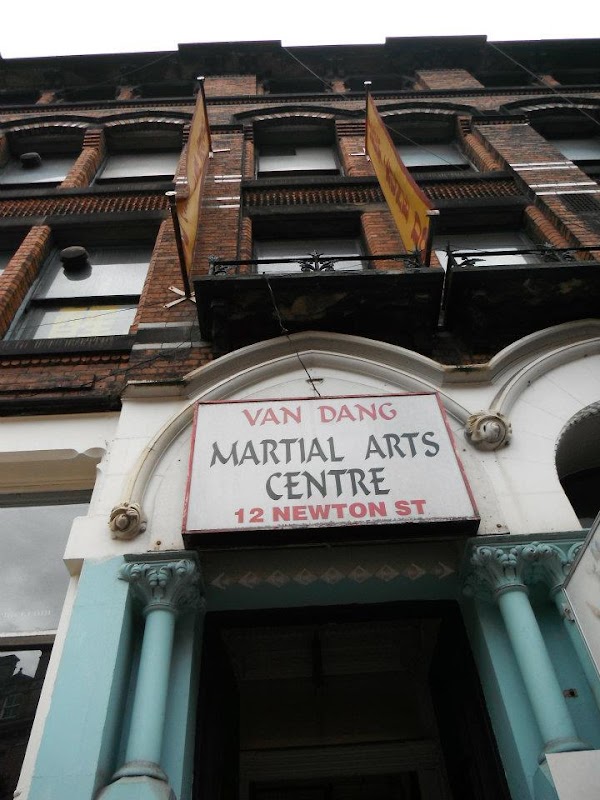 VAN DANG
MARTIAL ARTS
CENTRE
12 NEWTON ST